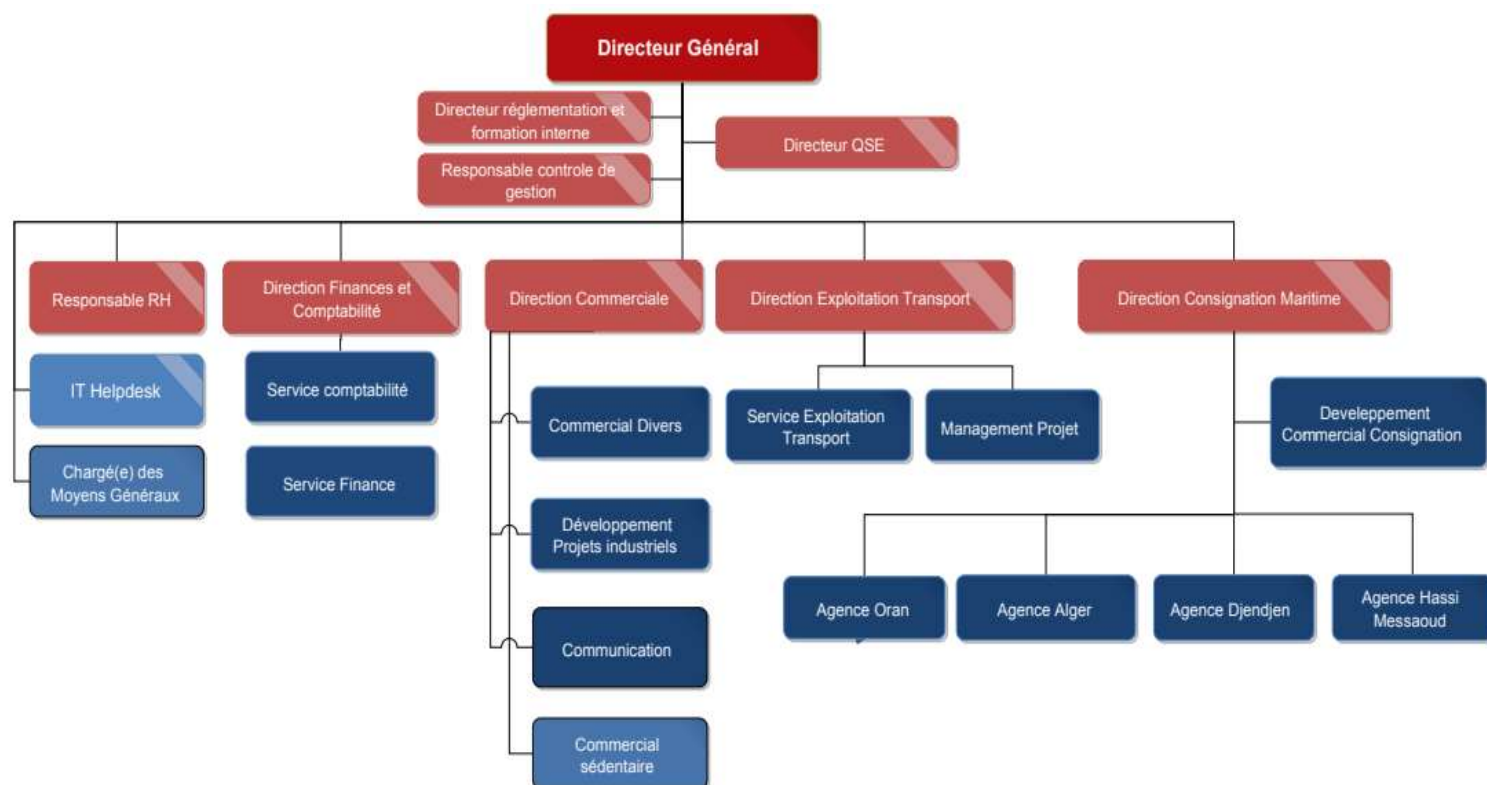 Directeur Général
Directeur réglementation et
formation interne
Directeur QSE
Responsable controle de
gestion
Responsable RH
Direction Finances et
Comptabilité
Direction Commerciale
Direction Exploitation Transport
Direction Consignation Maritime
IT Helpdesk
Service comptabilité
Commercial Divers
Service Exploitation
Transport
Management Projet
Develeppement
Commercial Consignation
Chargé(e) des
Moyens Généraux
Service Finance
Développement
Projets industriels
Agence Oran
Agence Alger
Agence Djendjen
Agence Hassi
Messaoud
Communication
Commercial
sédentaire